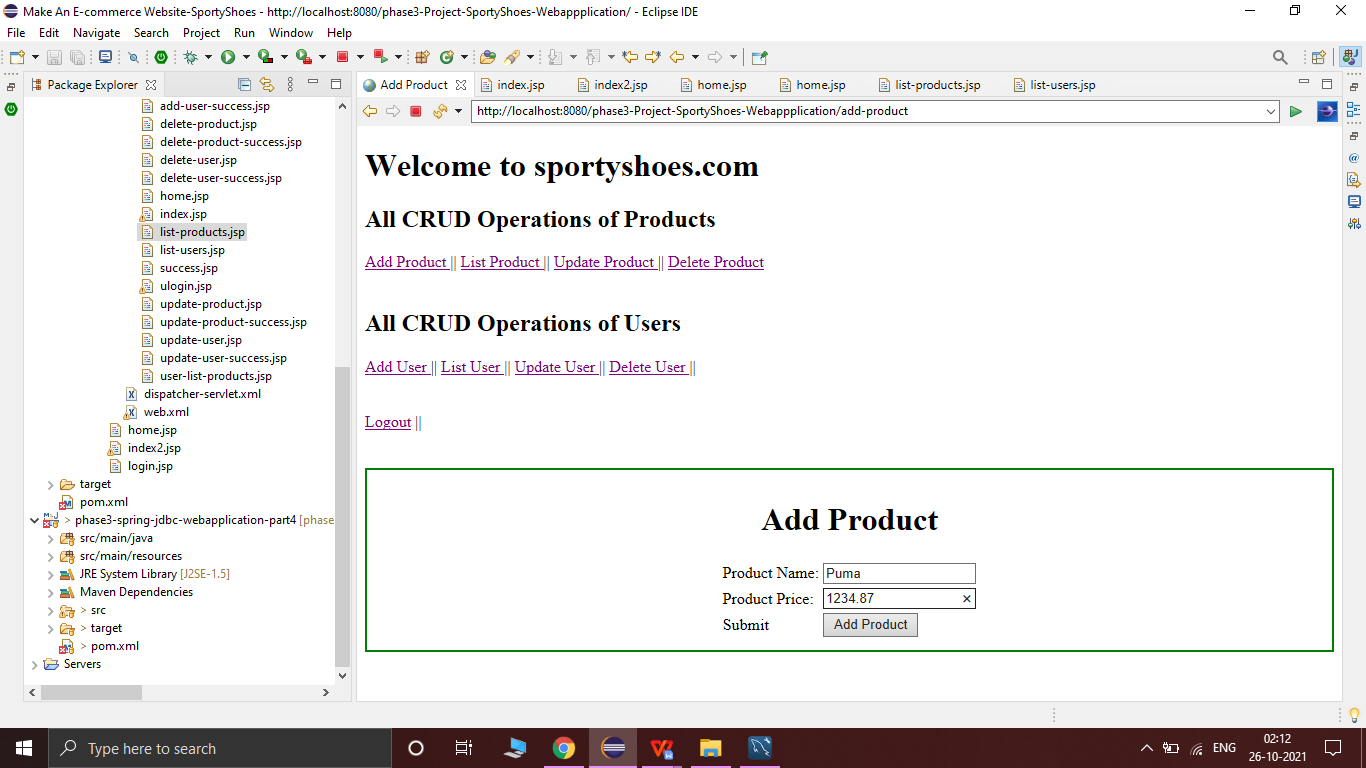 Make An E-commerce Website-SportyShoes - http://localhost:8080/phase3-Project-SportyShoes-Webappplication/ - Eclipse IDE
File Edit Navigate Search Project Run Window Help
Package Explorer
add-user-success.jsp
delete-product.jsp
delete-product-success.jsp
delete-user.jsp
delete-user-success.jsp
home.jsp
index.jsp
list-products.jsp
list-users.jsp
success.jsp
ulogin.jsp
update-product.jsp
update-product-success.jsp
update-user.jsp
update-user-success.jsp
user-list-products.jsp
dispatcher-servlet.xml
web.xml
home.jsp
index2.jsp
login.jsp
target
pom.xml
> phase3-spring-jdbc-webapplication-part4 [phase
src/main/java
src/main/resources
JRE System Library [J2SE-1.5]
Maven Dependencies
> src
> target
> pom.xml
Servers
Add Product index.jsp index2.jsp home.jsp home.jsp list-products.jsp list-users.jsp
http://localhost:8080/phase3-Project-SportyShoes-Webappplication/add-product
Welcome to sportyshoes.com
All CRUD Operations of Products
Add Product || List Product || Update Product || Delete Product
All CRUD Operations of Users
Add User || List User || Update User || Delete User ||
Logout ||
Add Product
Product Name: Puma
Product Price: 1234.87
Submit Add Product
Type here to search
ENG
02:12
26-10-2021